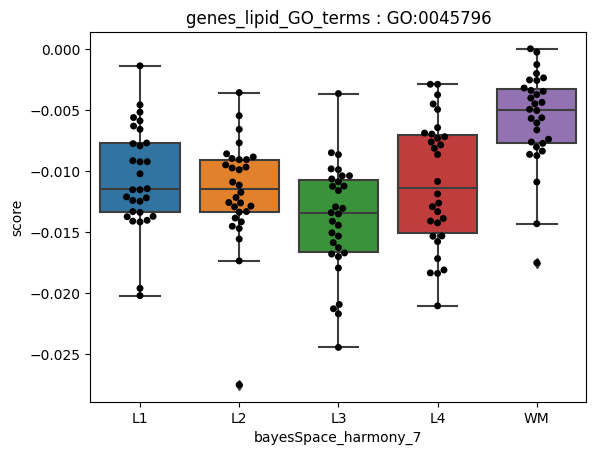 genes_lipid_GO_terms : GO:0045796
0.000
−0.005
−0.010
−0.015
−0.020
−0.025
score
L1 L2 L3 L4 WM
bayesSpace_harmony_7